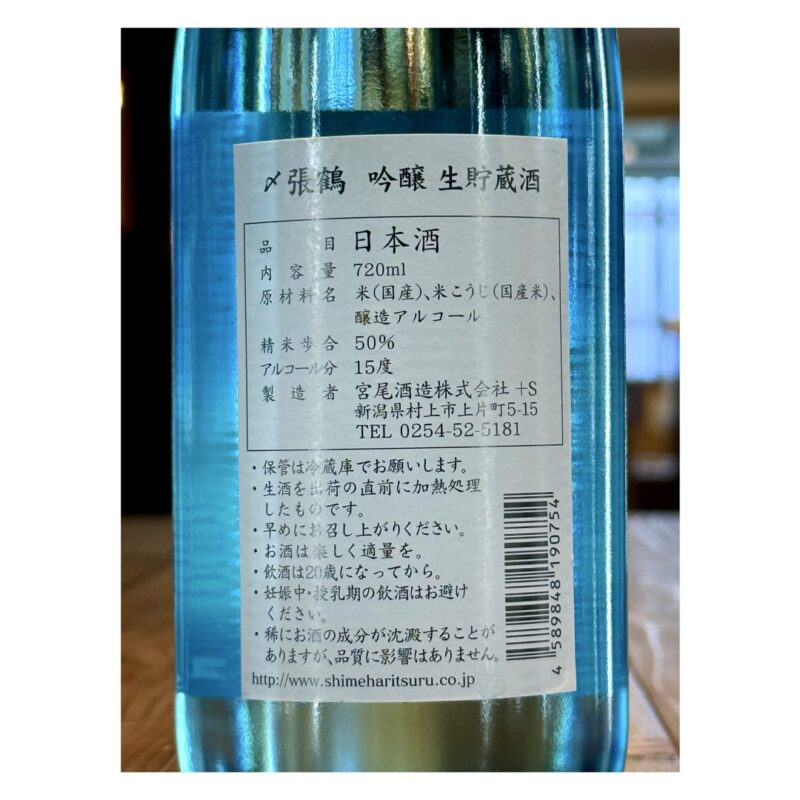 〆張鶴 吟醸 生貯蔵酒
品目 日本酒
内容量 720ml
原材料名 米(国産)、米こうじ(国産米)、
醸造アルコール
精米歩合 50%
アルコール分 15度
製造者 宮尾酒造株式会社 +S
新潟県村上市上片町5-15
TEL 0254-52-5181
・保管は冷蔵庫でお願いします。
・生酒を出荷の直前に加熱処理
したものです。
・早めにお召し上がりください。
・お酒は楽しく適量を。
・飲酒は20歳になってから。
・妊娠中・授乳期の飲酒はお避け
ください。
・稀にお酒の成分が沈澱することが
ありますが、品質に影響はありません。
http://www.shimeharitsuru.co.jp
4589848190754